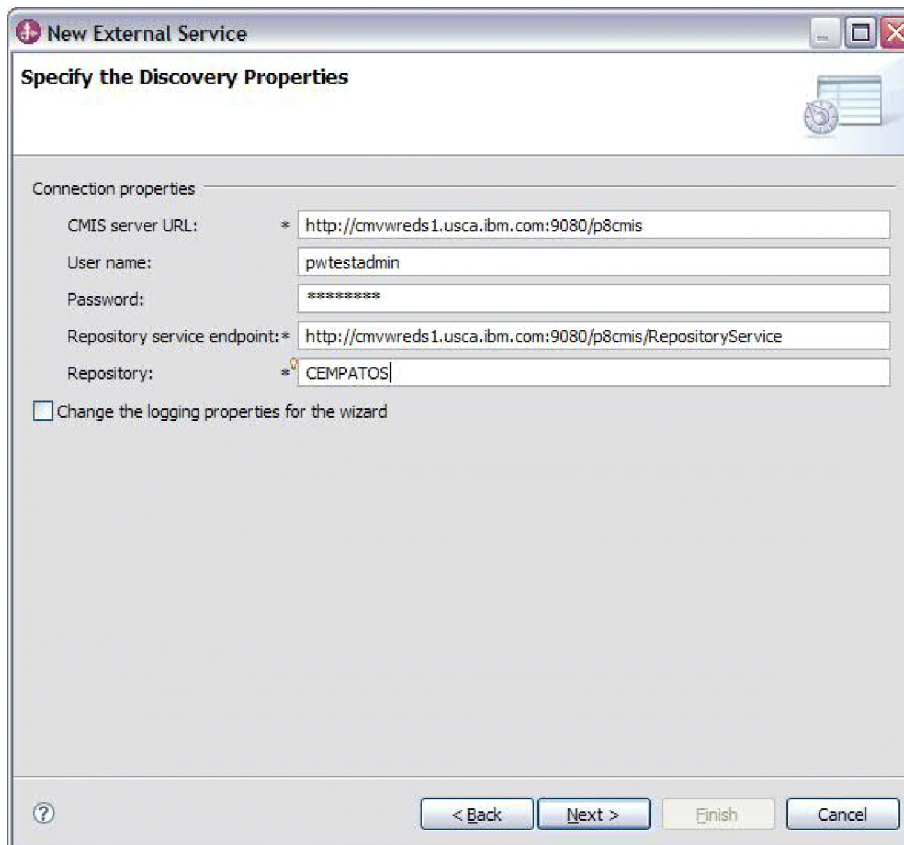 New External Service
Specify the Discovery Properties
Connection properties
CMIS server URL: * http://cmvwreds1.usca.ibm.com:9080/p8cmis
User name: pwtestadmin
Password: ********
Repository service endpoint:* http://cmvwreds1.usca.ibm.com:9080/p8cmis/RepositoryService
Repository: * CEMPATOS
Change the logging properties for the wizard
? < Back Next > Finish Cancel